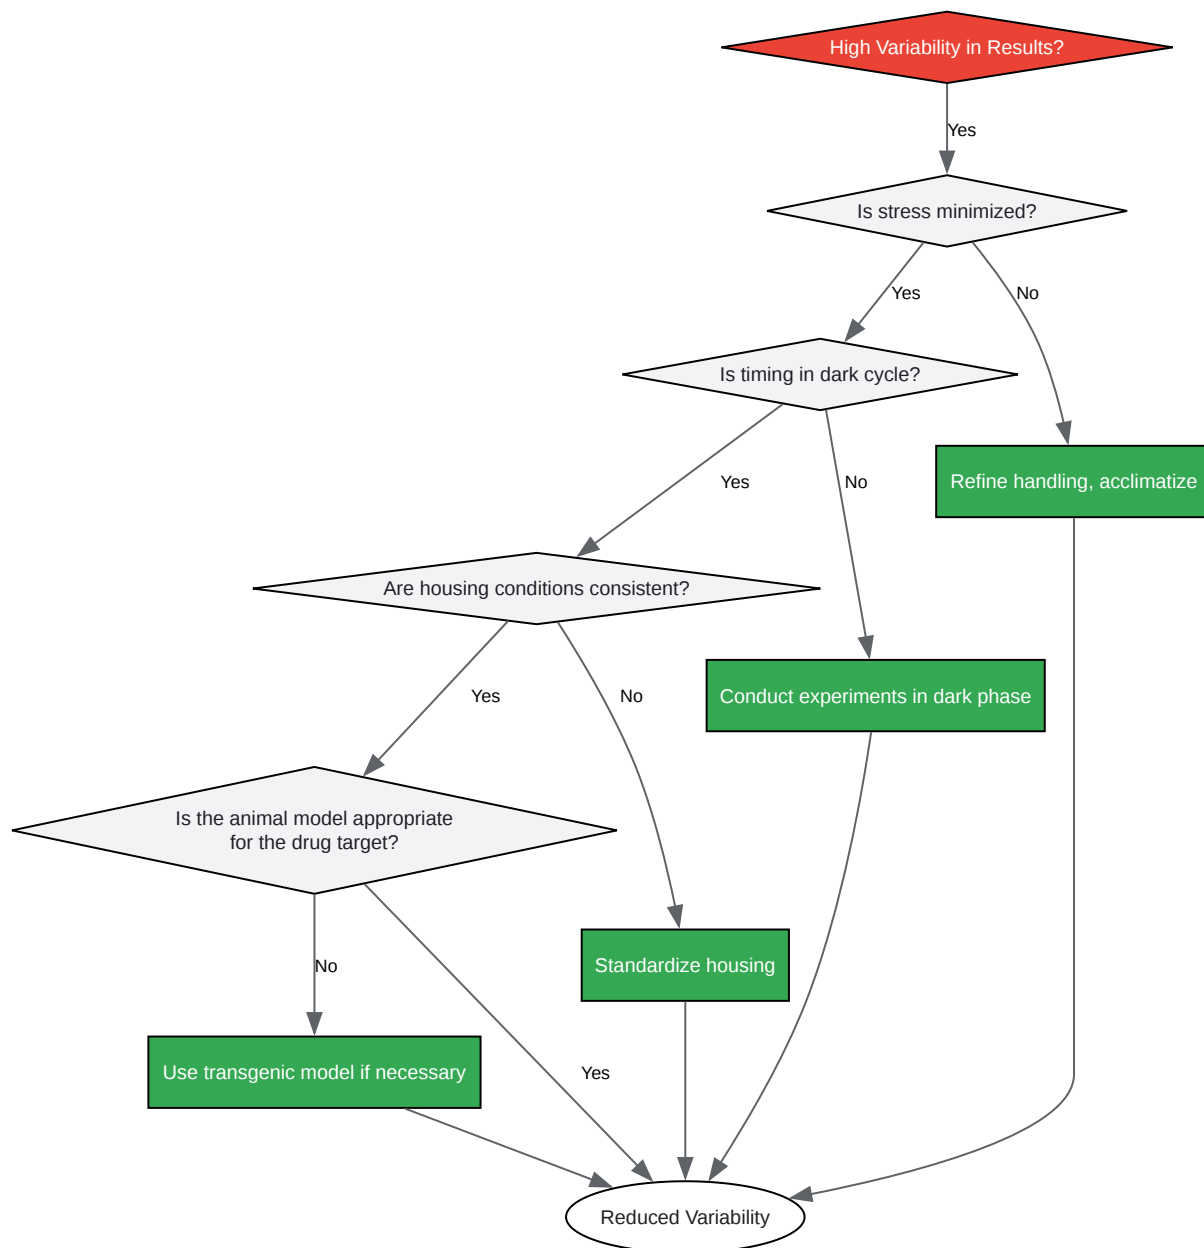 High Variability in Results?
Yes
Is stress minimized?
Yes
No
Is timing in dark cycle?
Yes
No
Refine handling, acclimatize
Are housing conditions consistent?
Yes
No
Conduct experiments in dark phase
Is the animal model appropriate
for the drug target?
No
Standardize housing
Use transgenic model if necessary
Yes
Reduced Variability